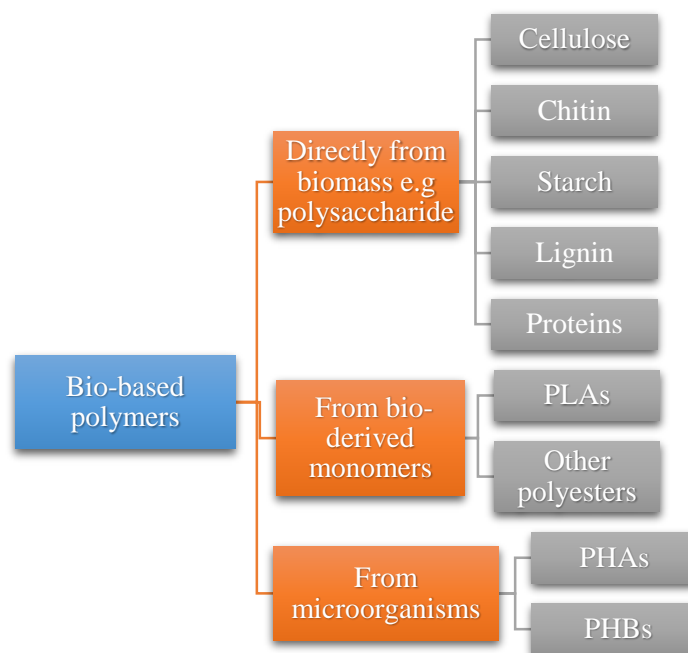 Bio-based
polymers
Directly from
biomass e.g
polysaccharide
Cellulose
Chitin
Starch
Lignin
Proteins
From bio-
derived
monomers
PLAs
Other
polyesters
From
microorganisms
PHAs
PHBs